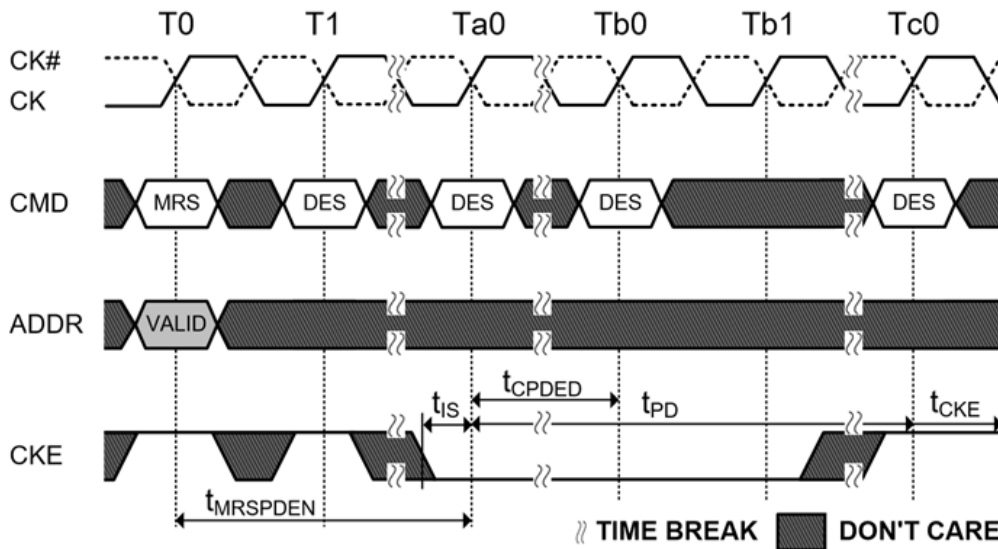 T0 T1 Ta0 Tb0 Tb1 Tc0
CK#
CK
CMD MRS DES DES DES DES
ADDR VALID
tCPDED
tIS tPD tCKE
CKE
tMRSPDEN
TIME BREAK DON'T CARE